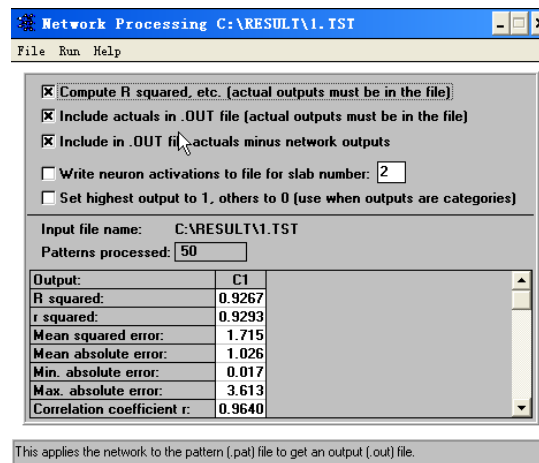 Network Processing C:\RESULT\1.TST
File Run Help
Compute R squared, etc. (actual outputs must be in the file)
Include actuals in .OUT file (actual outputs must be in the file)
Include in .OUT fil actuals minus network outputs
Write neuron activations to file for slab number: 2
Set highest output to 1, others to 0 (use when outputs are categories)
Input file name: C:\RESULT\1.TST
Patterns processed: 50
Output: C1
R squared: 0.9267
r squared: 0.9293
Mean squared error: 1.715
Mean absolute error: 1.026
Min. absolute error: 0.017
Max. absolute error: 3.613
Correlation coefficient r: 0.9640
This applies the network to the pattern (.pat) file to get an output (.out) file.